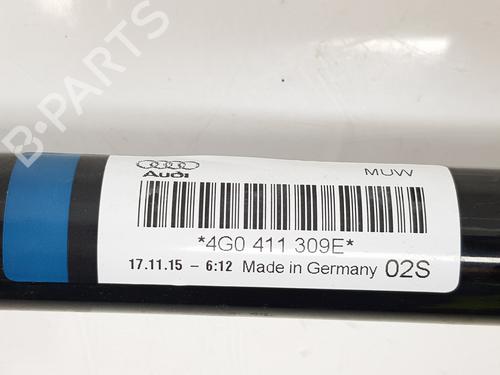 B-PARTS
Audi
MUW
*4G0 411 309E*
17.11.15 – 6:12 Made in Germany 02S